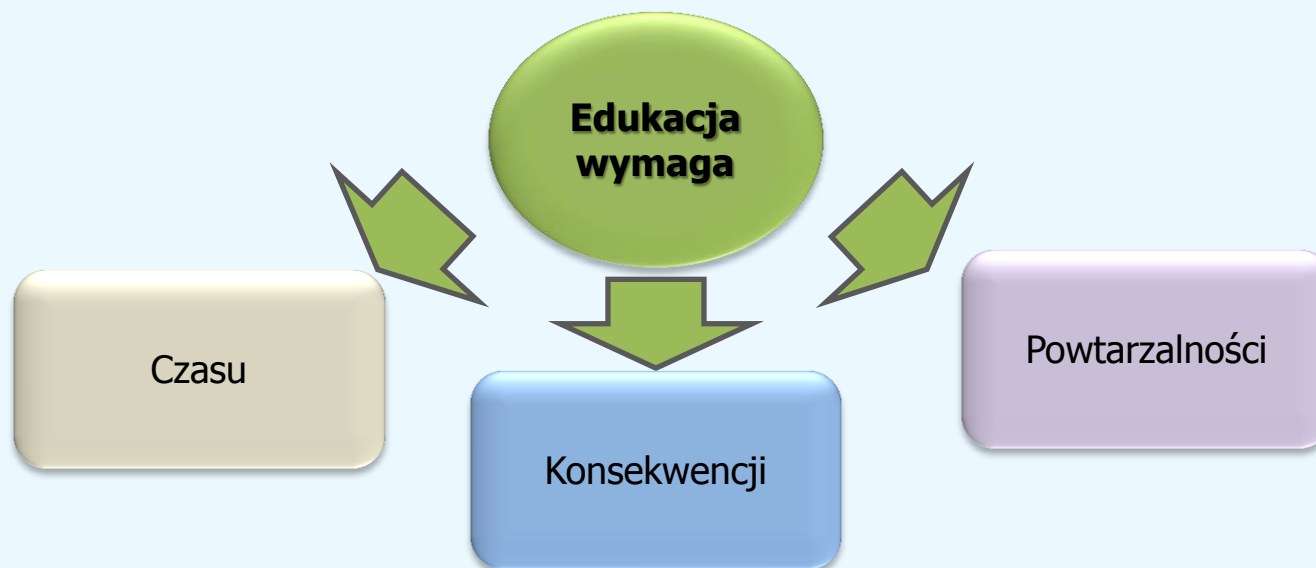 Edukacja
wymaga
Czasu
Konsekwencji
Powtarzalności